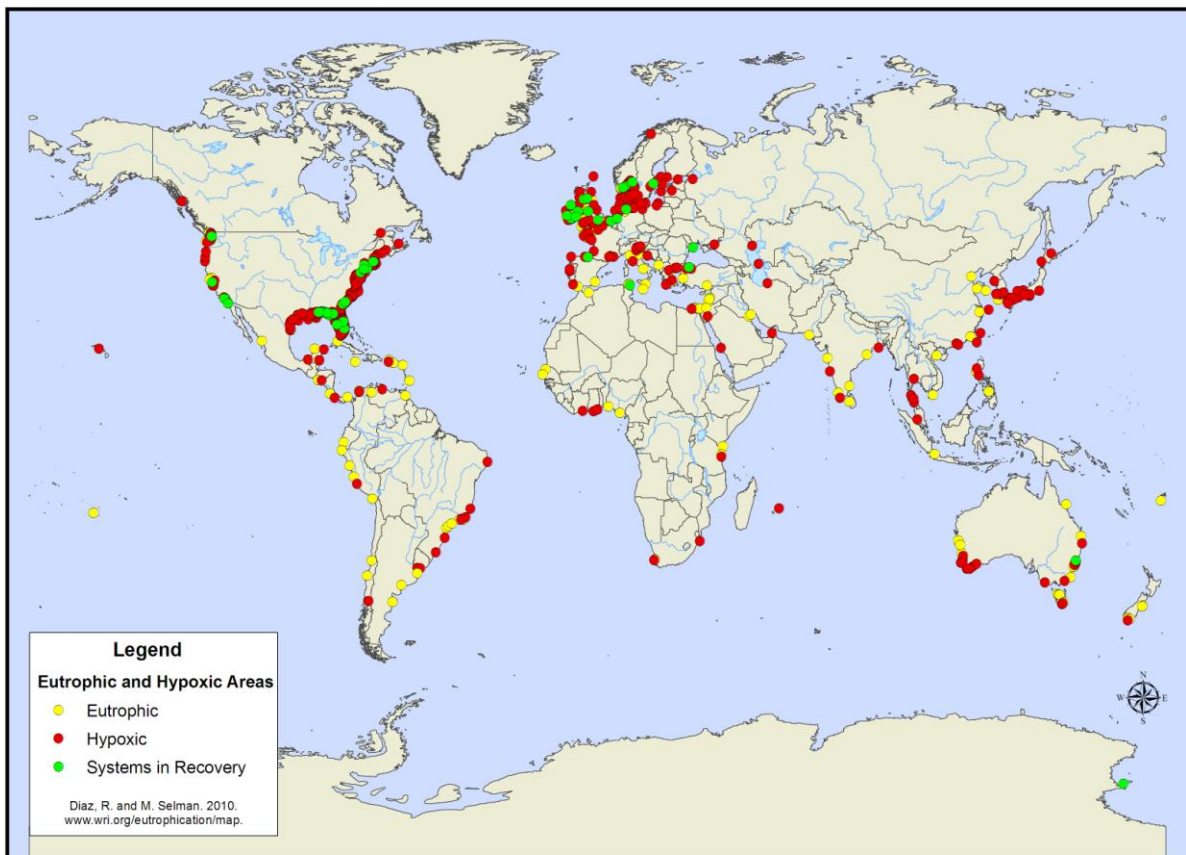 Legend
Eutrophic and Hypoxic Areas
Eutrophic
Hypoxic
Systems in Recovery
Diaz, R. and M. Selman. 2010.
www.wri.org/eutrophication/map.
N
W E
S